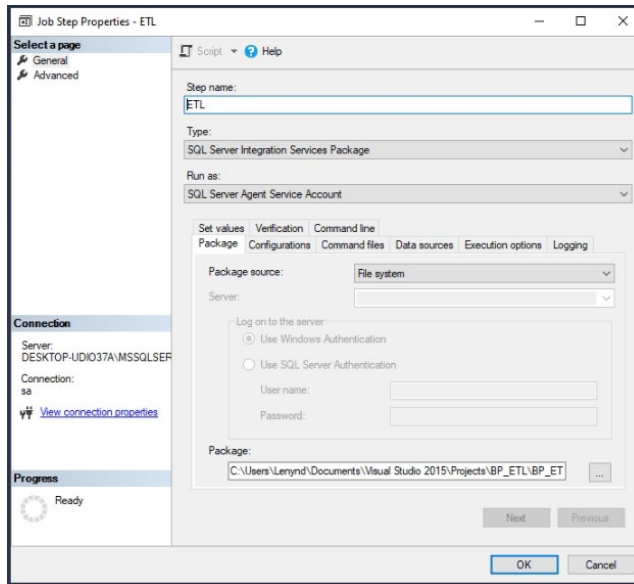 Job Step Properties - ETL
Select a page
General
Advanced
Script
Help
Step name:
ETL
Type:
SQL Server Integration Services Package
Run as:
SQL Server Agent Service Account
Set values Verification Command line
Package Configurations Command files Data sources Execution options Logging
Package source: File system
Server:
Log on to the server
Use Windows Authentication
Use SQL Server Authentication
User name:
Password:
Package:
C:\Users\Lenynd\Documents\Visual Studio 2015\Projects\BP_ETL\BP_ET ...
Connection
Server:
DESKTOP-UDIO37A\MSSQLSER
Connection:
sa
View connection properties
Progress
Ready
Next Previous
OK Cancel